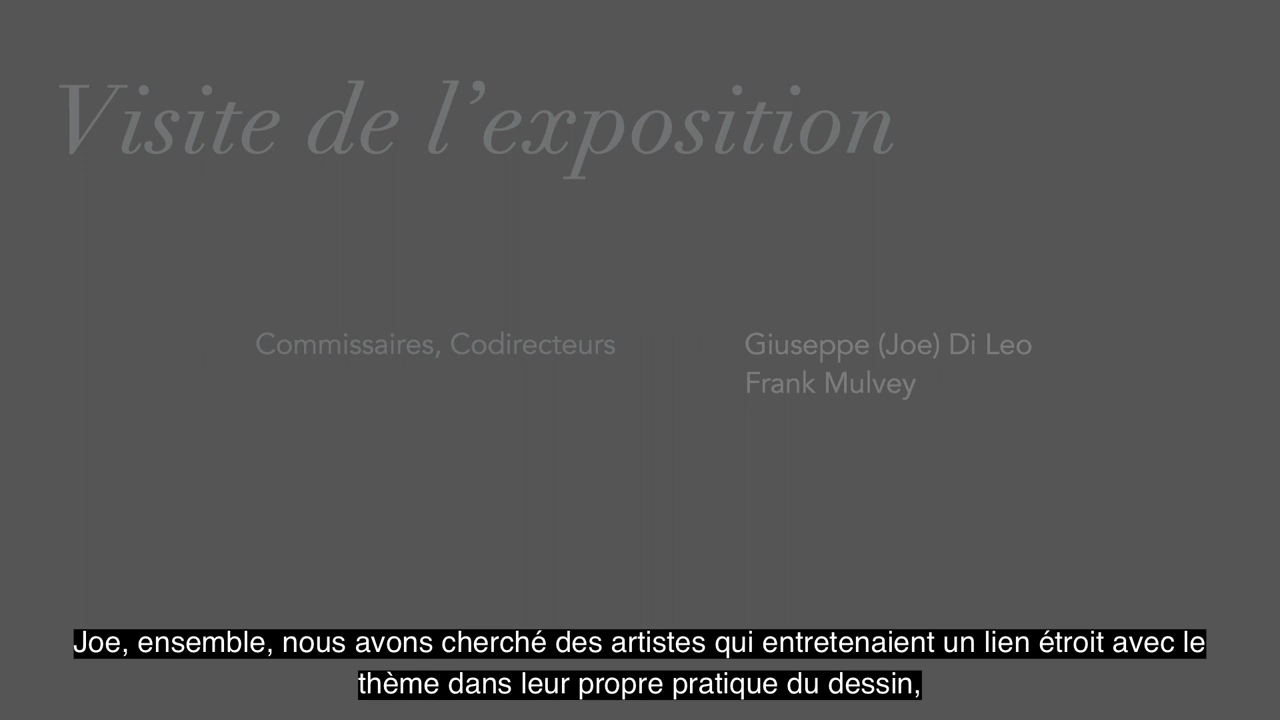 Visite de l’exposition
Commissaires, Codirecteurs
Giuseppe (Joe) Di Leo
Frank Mulvey
Joe, ensemble, nous avons cherché des artistes qui entretenaient un lien étroit avec le
thème dans leur propre pratique du dessin,